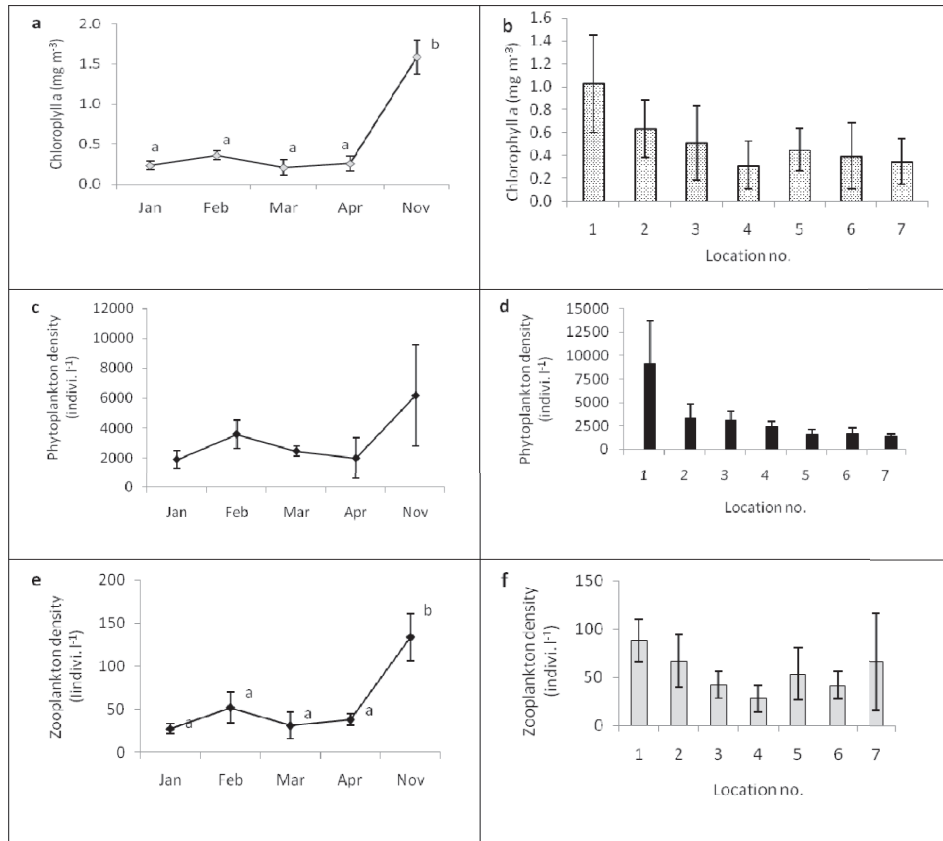 a
Chloroplyll a (mg m⁻³)
2.0
1.5
1.0
0.5
0.0
a
a
a
a
b
Jan Feb Mar Apr Nov
b
Chlorophyll a (mg m⁻³)
1.6
1.4
1.2
1.0
0.8
0.6
0.4
0.2
0.0
1 2 3 4 5 6 7
Location no.
c
Phytoplankton density
(indivi. l⁻¹)
12000
10000
8000
6000
4000
2000
0
Jan Feb Mar Apr Nov
d
Phytoplankton density
(indivi. l⁻¹)
15000
12500
10000
7500
5000
2500
0
1 2 3 4 5 6 7
Location no.
e
Zooplankton density
(Iindivi. l⁻¹)
200
150
100
50
0
a
a
a
a
b
Jan Feb Mar Apr Nov
f
Zooplankton density
(indivi. l⁻¹)
150
100
50
0
1 2 3 4 5 6 7
Location no.